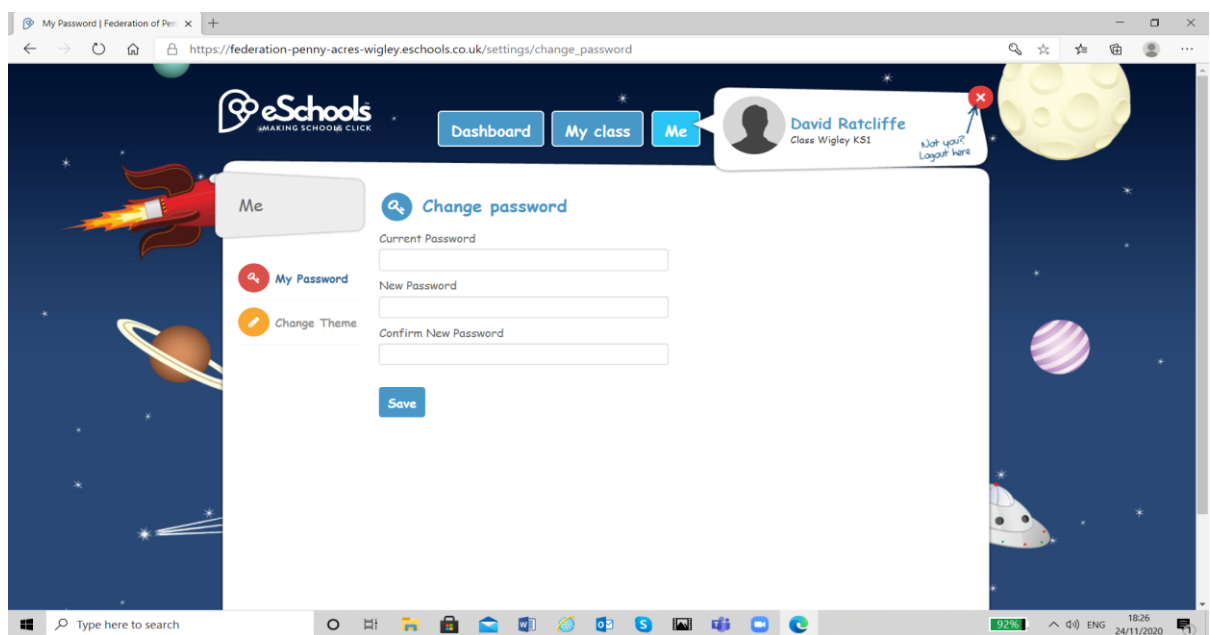 My Password | Federation of Pen
https://federation-penny-acres-wigley.eschools.co.uk/settings/change_password
eSchools
MAKING SCHOOLS CLICK
Dashboard
My class
Me
David Ratcliffe
Class Wigley KS1
Not you?
Logout here
Me
My Password
Change Theme
Change password
Current Password
New Password
Confirm New Password
Save
Type here to search
92%
ENG
18:26
24/11/2020